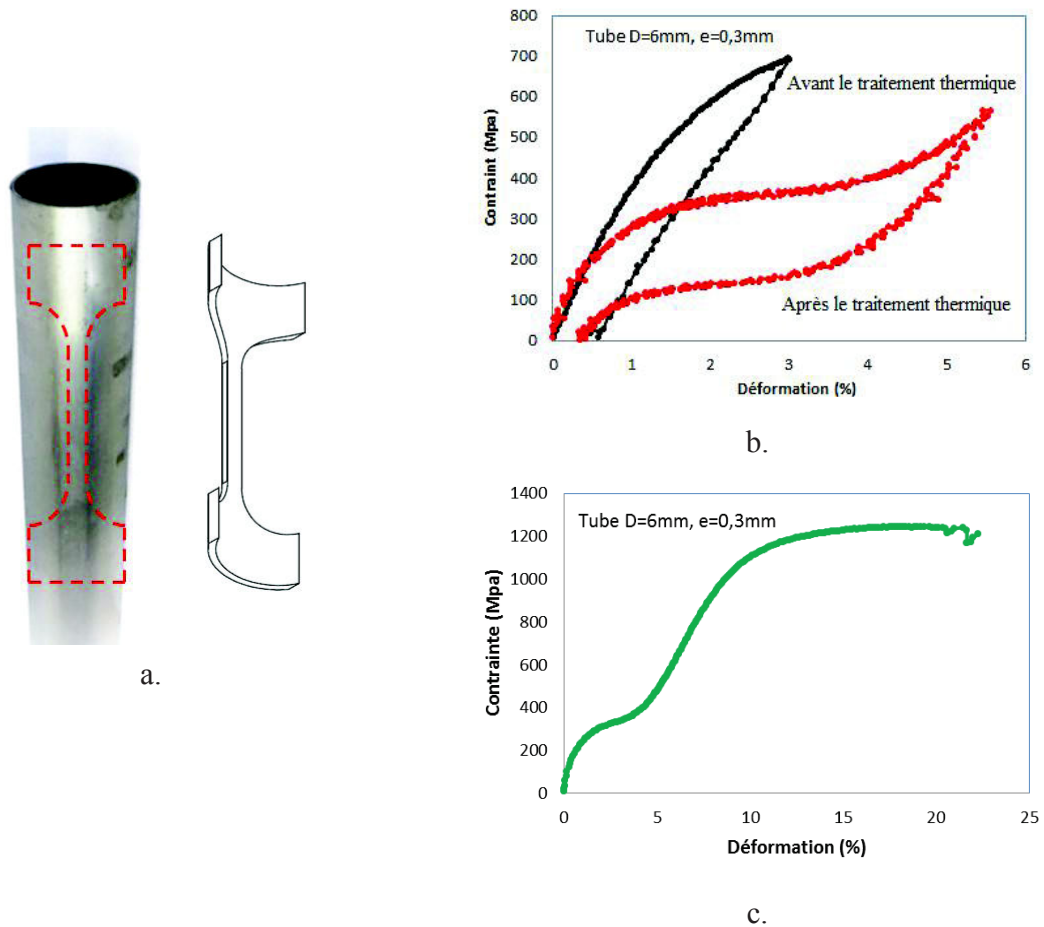 a.
800
700
600
500
400
300
200
100
0
Contraint (Mpa)
Tube D=6mm, e=0,3mm
Avant le traitement thermique
Après le traitement thermique
0 1 2 3 4 5 6
Déformation (%)
b.
1400
1200
1000
800
600
400
200
0
Contrainte (Mpa)
Tube D=6mm, e=0,3mm
0 5 10 15 20 25
Déformation (%)
c.